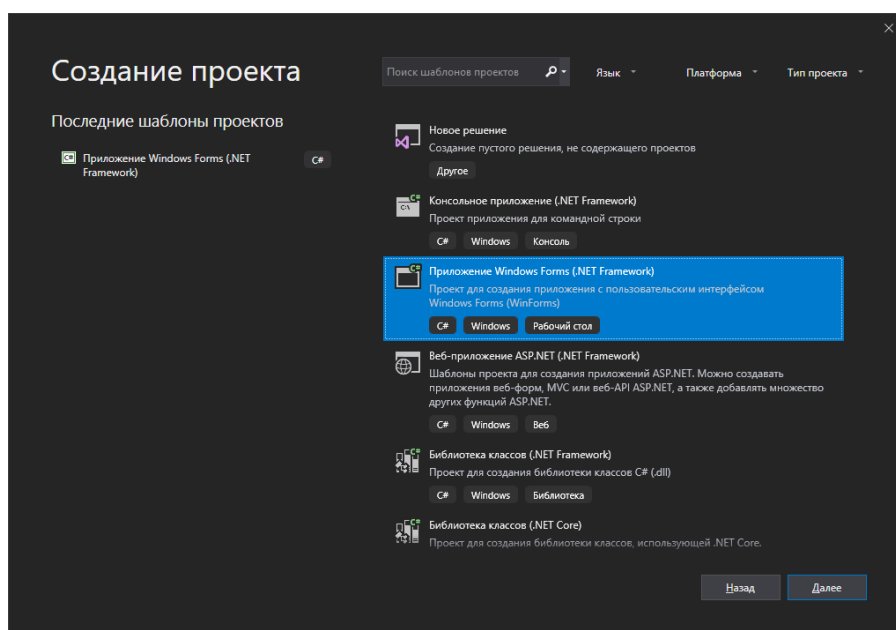 Создание проекта
Поиск шаблонов проектов
Язык
Платформа
Тип проекта
Последние шаблоны проектов
Приложение Windows Forms (.NET
Framework)
C#
Новое решение
Создание пустого решения, не содержащего проектов
Другое
Консольное приложение (.NET Framework)
Проект приложения для командной строки
C# Windows Консоль
Приложение Windows Forms (.NET Framework)
Проект для создания приложения с пользовательским интерфейсом
Windows Forms (WinForms)
C# Windows Рабочий стол
Веб-приложение ASP.NET (.NET Framework)
Шаблоны проекта для создания приложений ASP.NET. Можно создавать
приложения веб-форм, MVC или веб-API ASP.NET, а также добавлять множество
других функций ASP.NET.
C# Windows Веб
Библиотека классов (.NET Framework)
Проект для создания библиотеки классов C# (.dll)
C# Windows Библиотека
Библиотека классов (.NET Core)
Проект для создания библиотеки классов, использующей .NET Core.
Назад
Далее